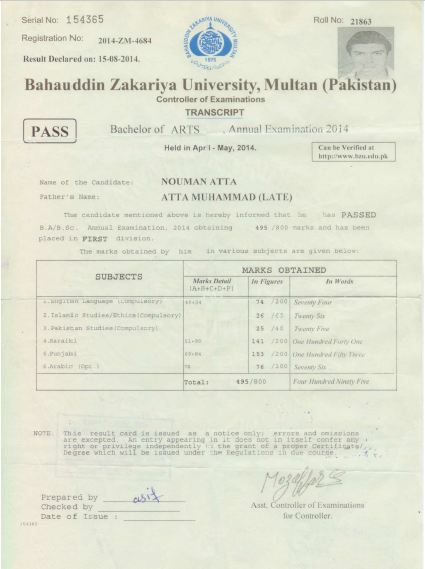 Serial No: 154365
Roll No: 21863
Registration No: 2014-ZM-4684
BAHAUDDIN ZAKARIYA UNIVERSITY MULTAN
1975
Result Declared on: 15-08-2014.
Bahauddin Zakariya University, Multan (Pakistan)
Controller of Examinations
TRANSCRIPT
PASS
Bachelor of ARTS , Annual Examination 2014
Held in April - May, 2014.
Can be Verified at
http://www.bzu.edu.pk
Name of the Candidate: NOUMAN ATTA
Father's Name: ATTA MUHAMMAD (LATE)
The candidate mentioned above is hereby informed that he has PASSED
B.A/B.Sc. Annual Examination, 2014 obtaining 495 /800 marks and has been
placed in FIRST division.
The marks obtained by him in various subjects are given below:
SUBJECTS MARKS OBTAINED
Marks Detail In Figures In Words
(A+B+C+D+P)
1.English Language (Compulsory) 74 /200 Seventy Four
2.Islamic Studies/Ethics(Compulsory) 26 /60 Twenty Six
3.Pakistan Studies(Compulsory) 25 /40 Twenty Five
4.Saraiki 141 /200 One Hundred Forty One
5.Punjabi 153 /200 One Hundred Fifty Three
6.Arabic (Opt.) 76 76 /200 Seventy Six
Total: 495/800 Four Hundred Ninety Five
NOTE: This result card is issued as a notice only; errors and omissions
are excepted. An entry appearing in it does not in itself confer any
right or privilege independently to the grant of a proper Certificate/
Degree which will be issued under the Regulations in due course.
Prepared by asif
Checked by
Date of Issue :
Asst. Controller of Examinations
for Controller.
154365